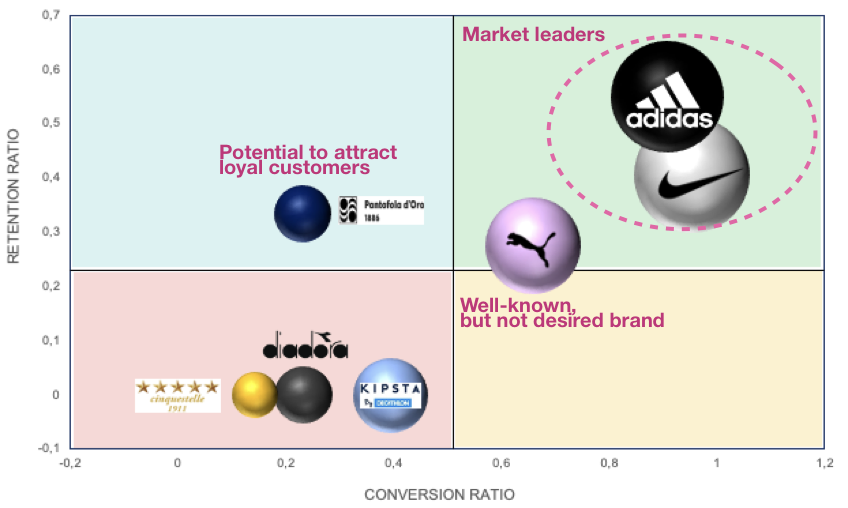 0,7
Market leaders
0,6
adidas
0,5
Potential to attract
loyal customers
0,4
Pantofola d'Oro
1886
0,3
RETENTION RATIO
0,2
Well-known,
but not desired brand
0,1
diadora
KIPSTA
By DECATHLON
cinquestelle
1911
0
-0,1
-0,2
0
0,2
0,4
0,6
0,8
1
1,2
CONVERSION RATIO